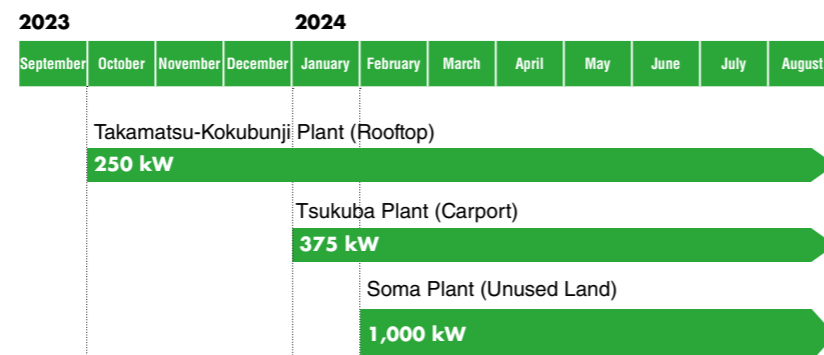 2023 2024
September October November December January February March April May June July August
Takamatsu-Kokubunji Plant (Rooftop)
250 kW
Tsukuba Plant (Carport)
375 kW
Soma Plant (Unused Land)
1,000 kW